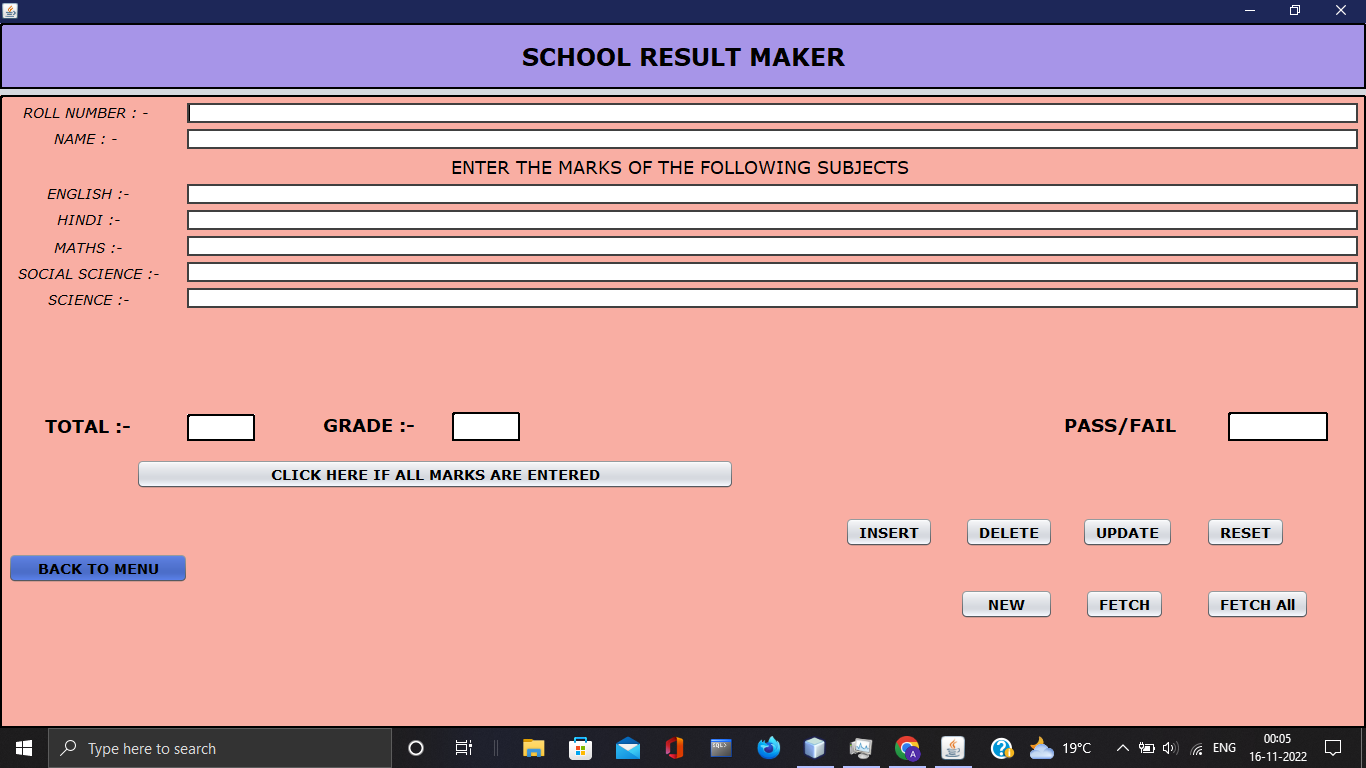 SCHOOL RESULT MAKER
ROLL NUMBER : -
NAME : -
ENTER THE MARKS OF THE FOLLOWING SUBJECTS
ENGLISH :-
HINDI :-
MATHS :-
SOCIAL SCIENCE :-
SCIENCE :-
TOTAL :- GRADE :- PASS/FAIL
CLICK HERE IF ALL MARKS ARE ENTERED
INSERT DELETE UPDATE RESET
BACK TO MENU
NEW FETCH FETCH All
Type here to search
SQL>
A
19°C
ENG
00:05
16-11-2022